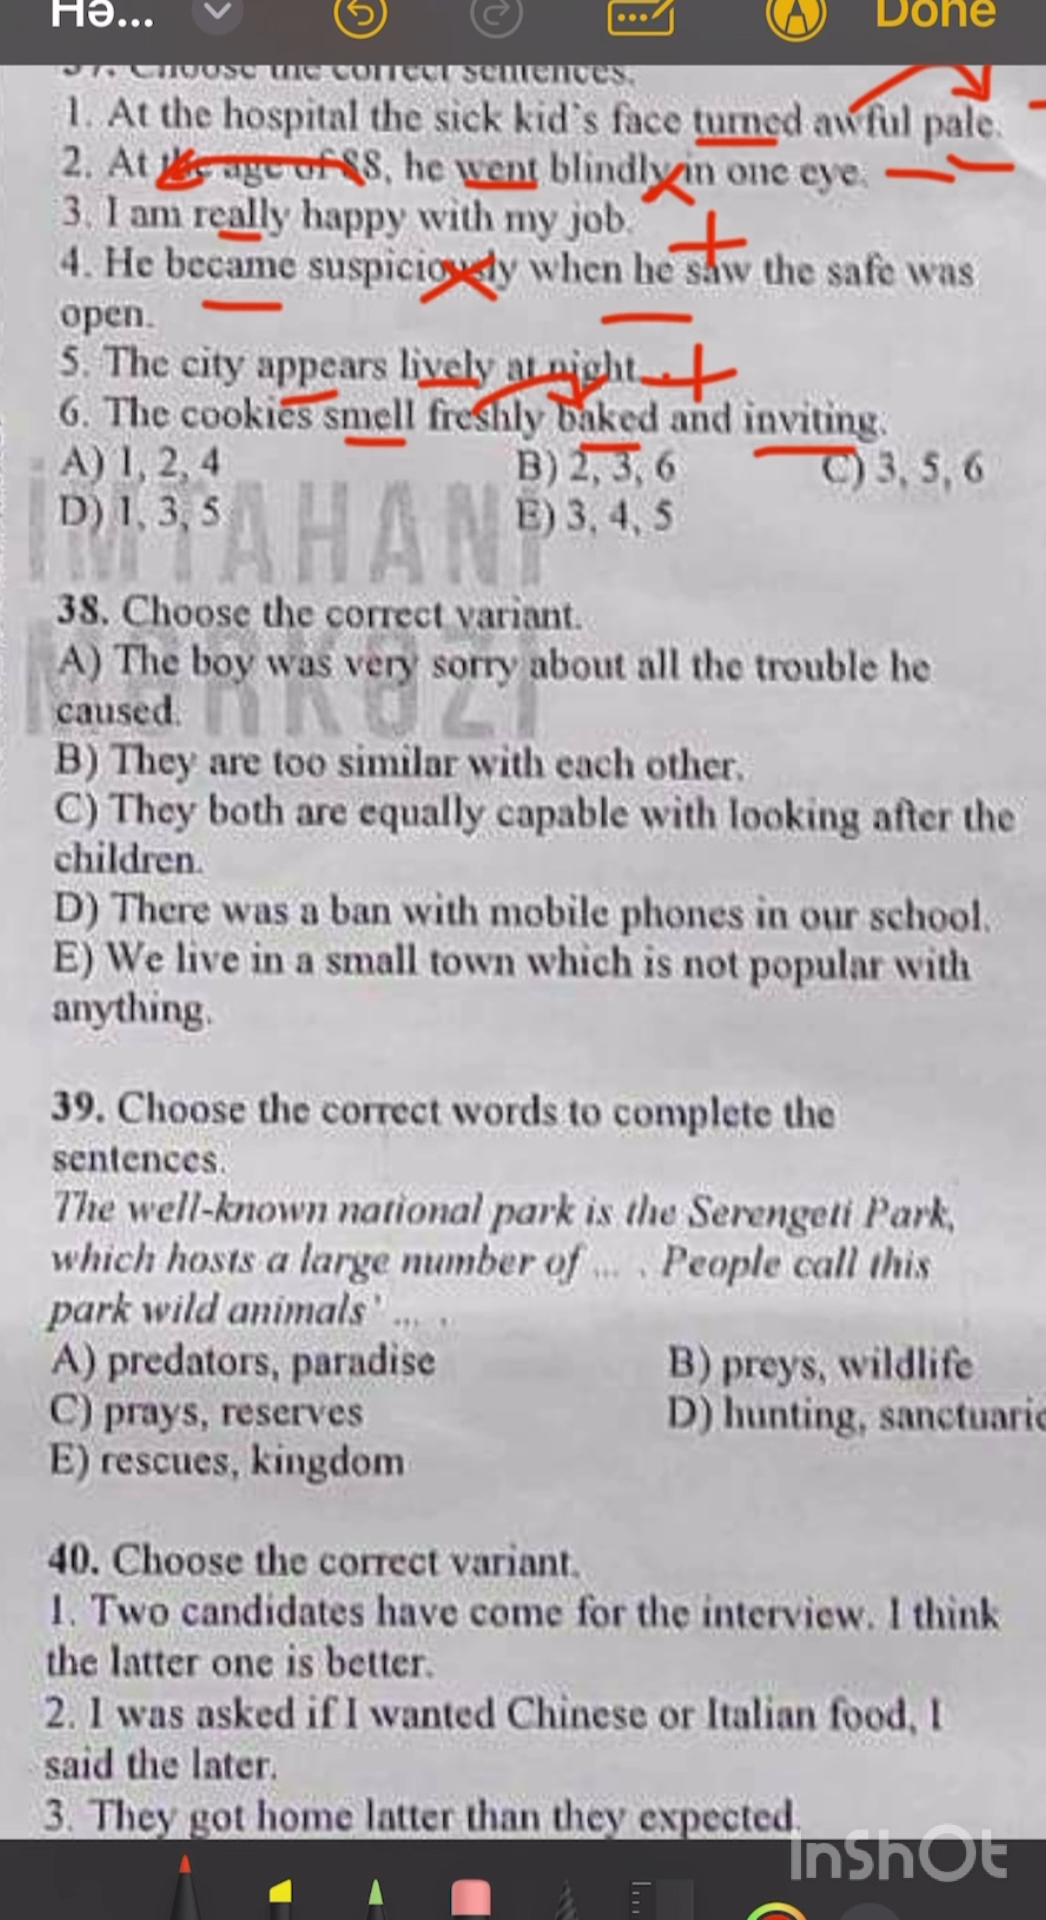 Hə...
Done
37. Choose the correct sentences.
1. At the hospital the sick kid's face turned awful pale.
2. At the age of 88, he went blindly in one eye.
3. I am really happy with my job.
4. He became suspiciously when he saw the safe was
open.
5. The city appears lively at night.
6. The cookies smell freshly baked and inviting.
A) 1, 2, 4 B) 2, 3, 6 C) 3, 5, 6
D) 1, 3, 5 E) 3, 4, 5
İMTAHAN
MƏRKƏZİ
38. Choose the correct variant.
A) The boy was very sorry about all the trouble he
caused.
B) They are too similar with each other.
C) They both are equally capable with looking after the
children.
D) There was a ban with mobile phones in our school.
E) We live in a small town which is not popular with
anything.
39. Choose the correct words to complete the
sentences.
The well-known national park is the Serengeti Park,
which hosts a large number of ... . People call this
park wild animals' ... .
A) predators, paradise B) preys, wildlife
C) prays, reserves D) hunting, sanctuarie
E) rescues, kingdom
40. Choose the correct variant.
1. Two candidates have come for the interview. I think
the latter one is better.
2. I was asked if I wanted Chinese or Italian food, I
said the later.
3. They got home latter than they expected.
InShOt